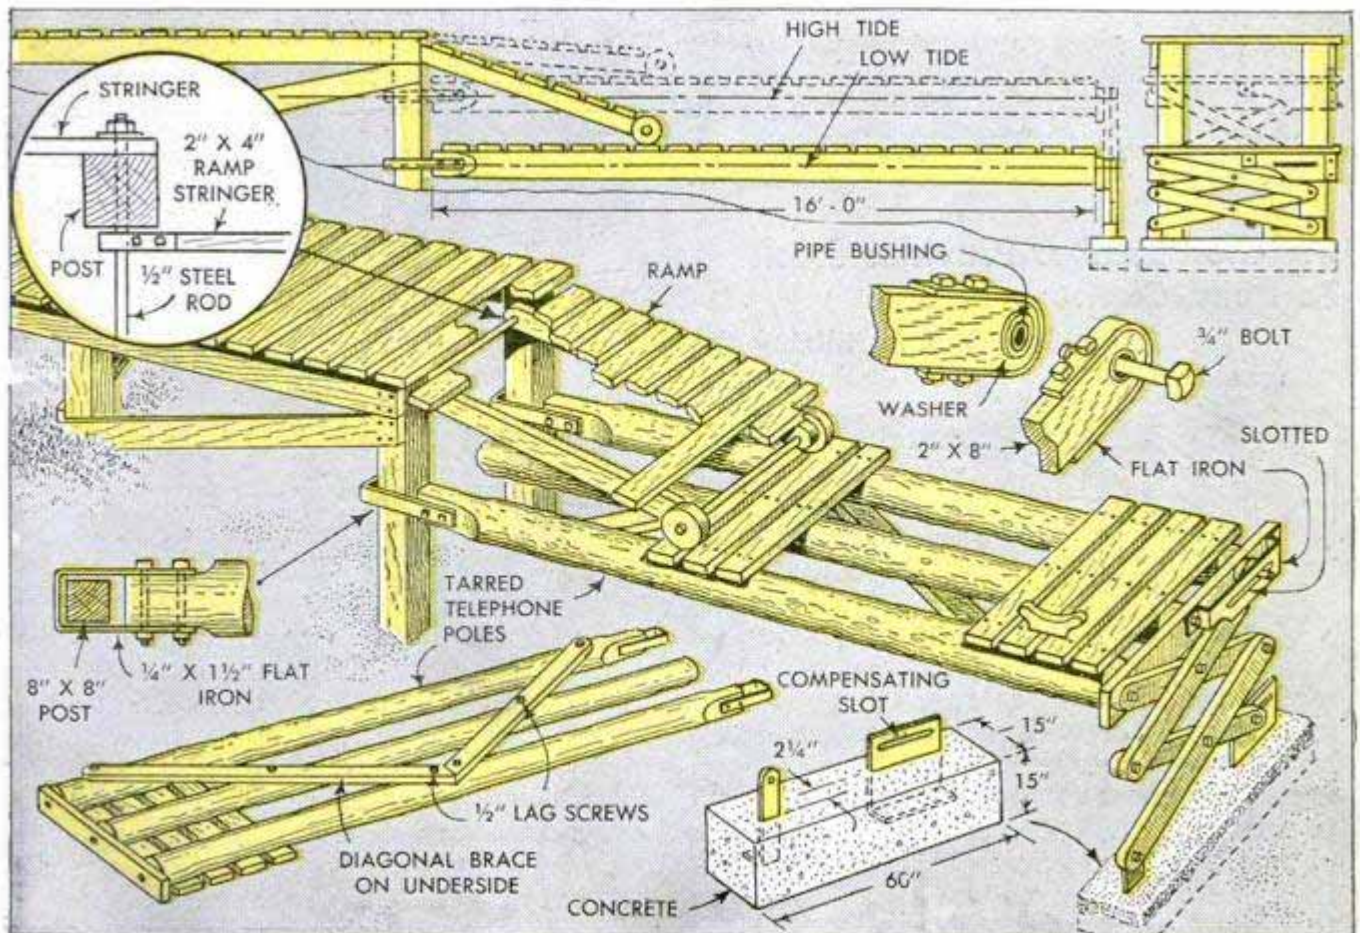 HIGH TIDE
LOW TIDE
STRINGER
2" X 4"
RAMP
STRINGER
POST
½" STEEL
ROD
16' - 0"
RAMP
PIPE BUSHING
¾" BOLT
WASHER
2" X 8"
FLAT IRON
SLOTTED
TARRED
TELEPHONE
POLES
8" X 8"
POST
¼" X 1½" FLAT
IRON
COMPENSATING
SLOT
2¼"
15"
15"
½" LAG SCREWS
DIAGONAL BRACE
ON UNDERSIDE
60"
CONCRETE